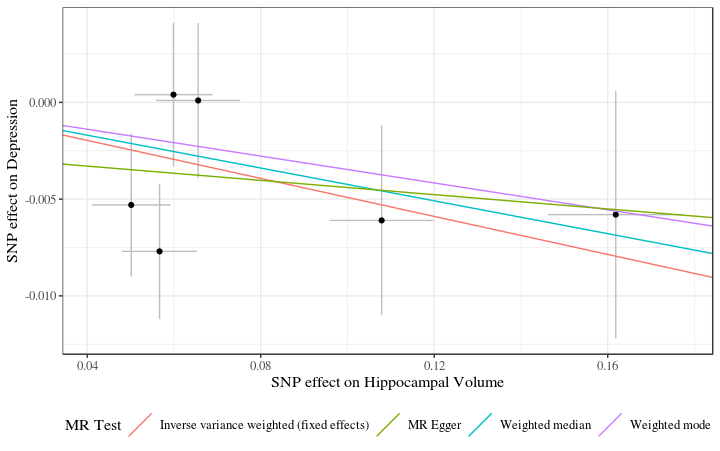 0.000
-0.005
-0.010
SNP effect on Depression
0.04 0.08 0.12 0.16
SNP effect on Hippocampal Volume
MR Test Inverse variance weighted (fixed effects) MR Egger Weighted median Weighted mode